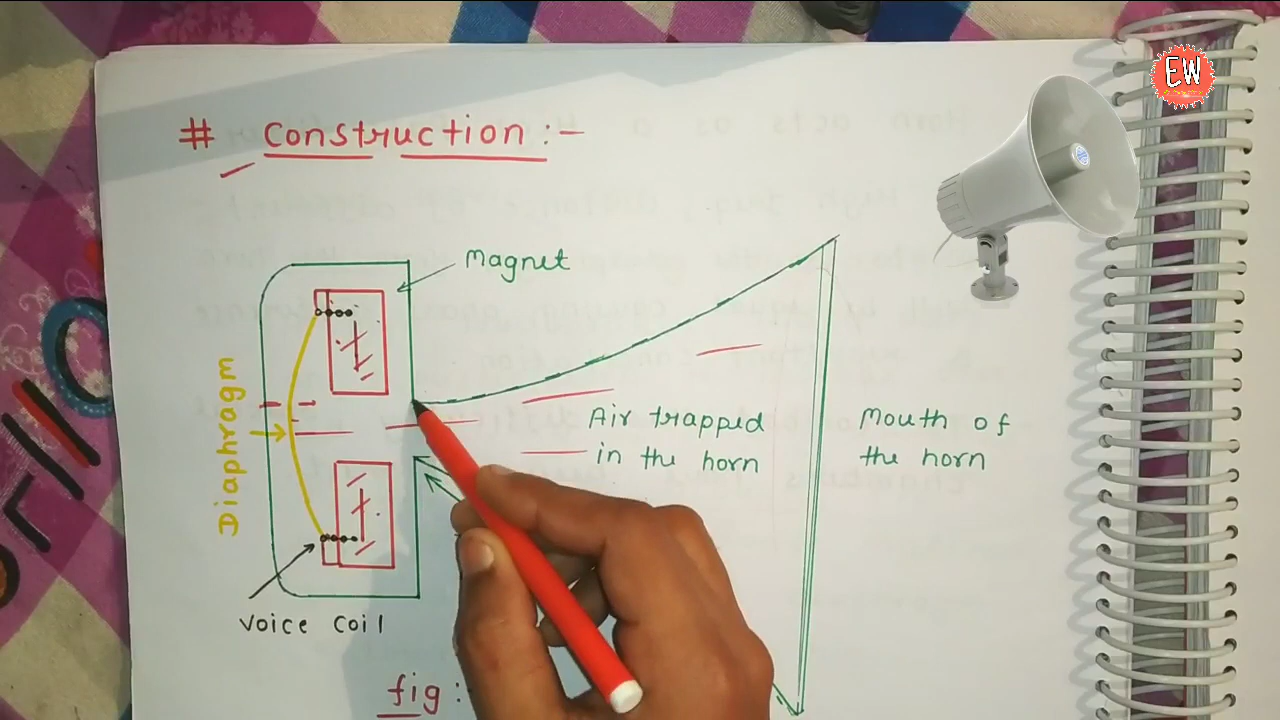 # Construction :-
Magnet
Diaphragm
Air trapped
in the horn
Mouth of
the horn
Voice Coil
fig :
EW